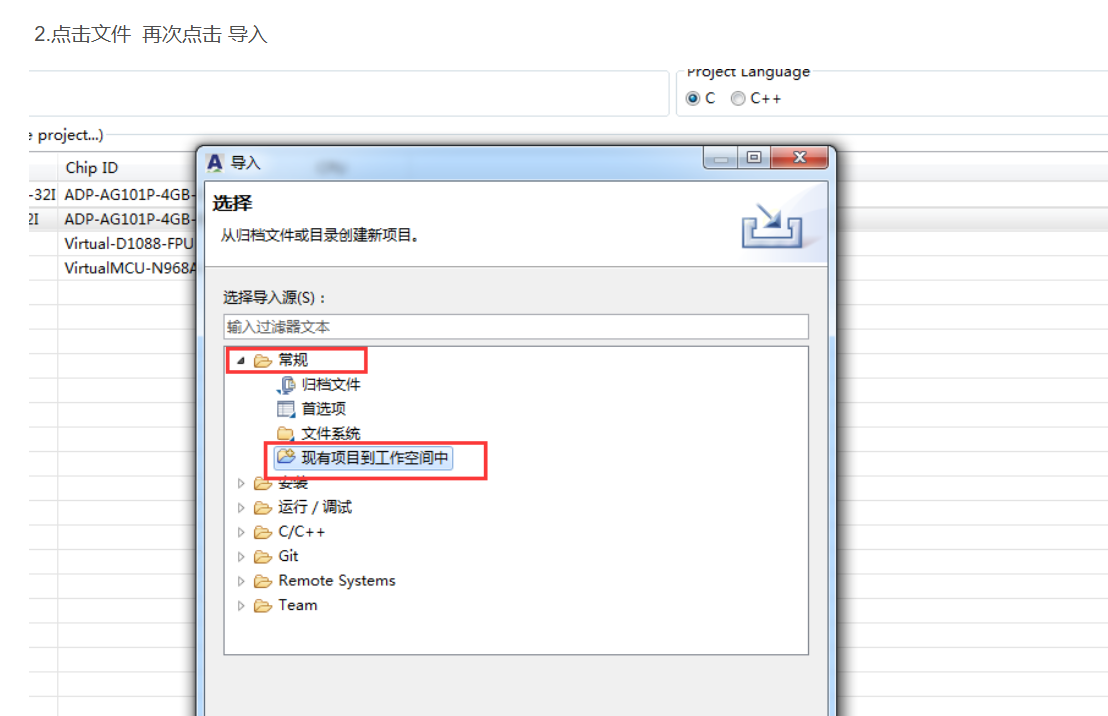 2.点击文件 再次点击 导入
Project Language
C C++
e project...)
Chip ID
-32I ADP-AG101P-4GB-
2I ADP-AG101P-4GB-
Virtual-D1088-FPU
VirtualMCU-N968A
导入
选择
从归档文件或目录创建新项目。
选择导入源(S)：
输入过滤器文本
常规
归档文件
首选项
文件系统
现有项目到工作空间中
安装
运行 / 调试
C/C++
Git
Remote Systems
Team